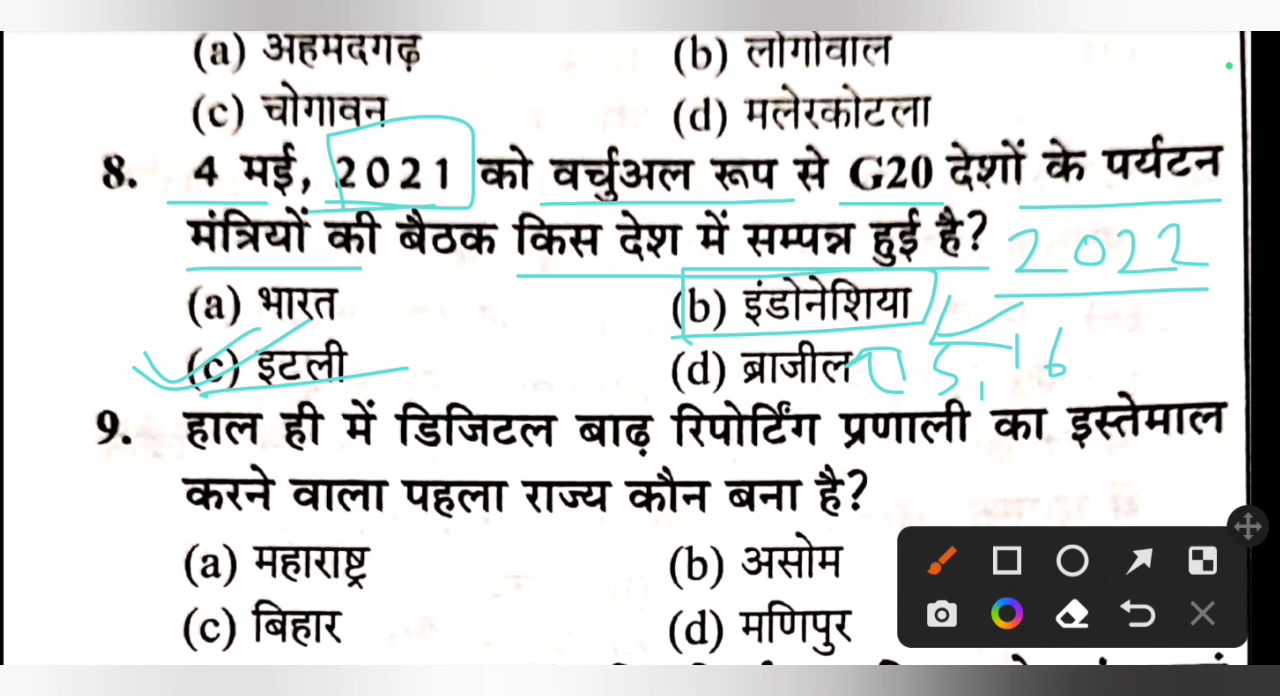 (a) अहमदगढ़ (b) लोंगोवाल
(c) चोगावन (d) मलेरकोटला
8. 4 मई, 2021 को वर्चुअल रूप से G20 देशों के पर्यटन
मंत्रियों की बैठक किस देश में सम्पन्न हुई है? 2022
(a) भारत (b) इंडोनेशिया
(c) इटली (d) ब्राजील 15, 16
9. हाल ही में डिजिटल बाढ़ रिपोर्टिंग प्रणाली का इस्तेमाल
करने वाला पहला राज्य कौन बना है?
(a) महाराष्ट्र (b) असोम
(c) बिहार (d) मणिपुर